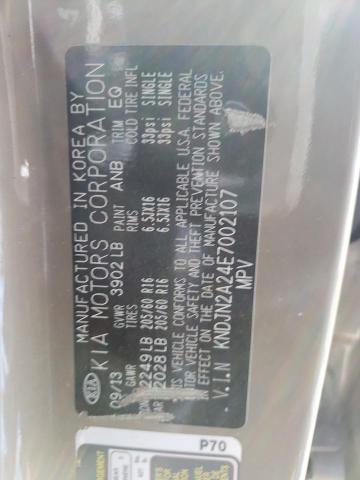 MANUFACTURED IN KOREA BY
KIA KIA MOTORS CORPORATION
09/13 GVWR 3902 LB PAINT ANB TRIM EQ
GAWR TIRES RIMS COLD TIRE INFL
2249 LB 205/60 R16 6.5JX16 33psi SINGLE
2028 LB 205/60 R16 6.5JX16 33psi SINGLE
THIS VEHICLE CONFORMS TO ALL APPLICABLE U.S.A. FEDERAL
MOTOR VEHICLE SAFETY AND THEFT PREVENTION STANDARDS
IN EFFECT ON THE DATE OF MANUFACTURE SHOWN ABOVE.
V.I.N KNDJN2A24E7002107
MPV
P70